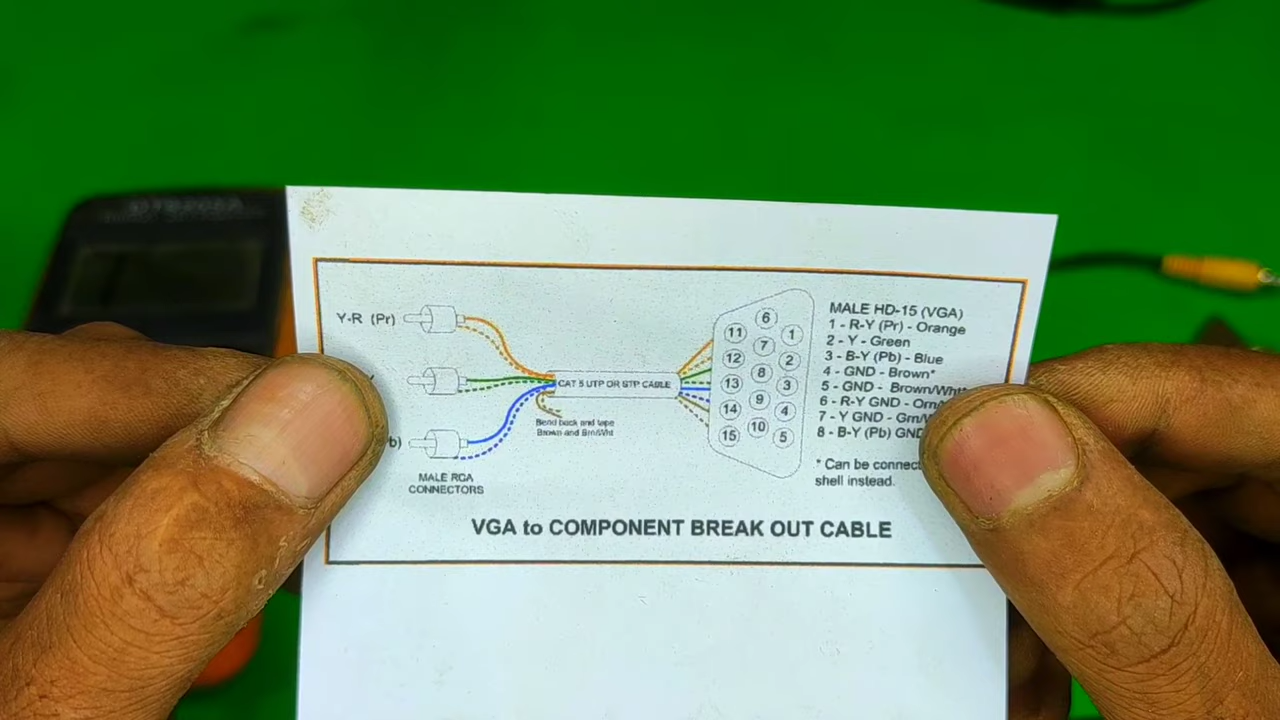 Y-R (Pr)
b)
MALE RCA
CONNECTORS
CAT 5 UTP OR STP CABLE
Bend back and tape
Brown and Brn/Wht
6
11
1
7
12
2
8
13
3
9
14
4
10
15
5
MALE HD-15 (VGA)
1 - R-Y (Pr) - Orange
2 - Y - Green
3 - B-Y (Pb) - Blue
4 - GND - Brown*
5 - GND - Brown/Wht*
6 - R-Y GND - Orn/
7 - Y GND - Grn/
8 - B-Y (Pb) GND
* Can be connect
shell instead.
VGA to COMPONENT BREAK OUT CABLE